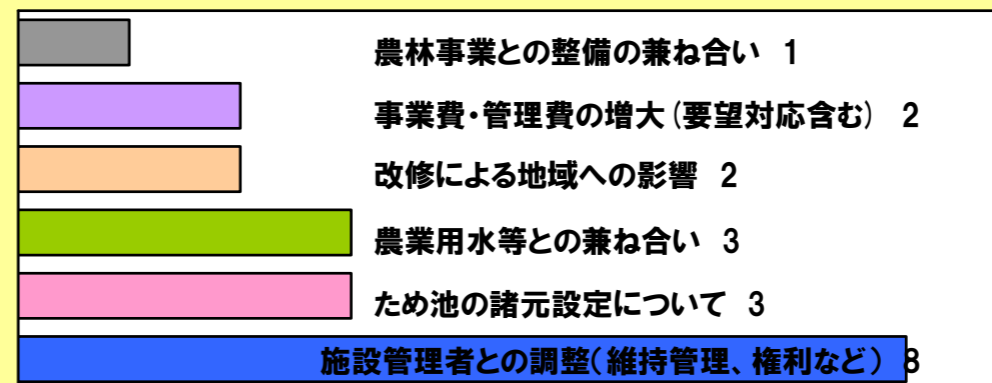 農林事業との整備の兼ね合い 1
事業費・管理費の増大(要望対応含む) 2
改修による地域への影響 2
農業用水等との兼ね合い 3
ため池の諸元設定について 3
施設管理者との調整(維持管理、権利など) 8